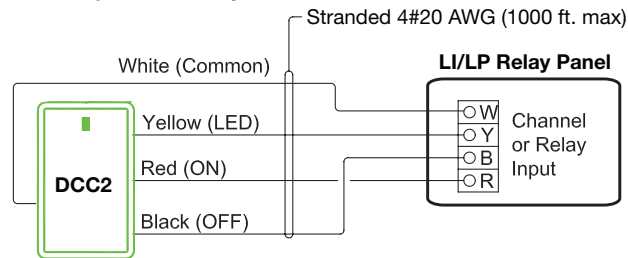 Stranded 4#20 AWG (1000 ft. max)
White (Common)
LI/LP Relay Panel
Yellow (LED)
Red (ON)
Black (OFF)
DCC2
W
Y
B
R
Channel
or Relay
Input